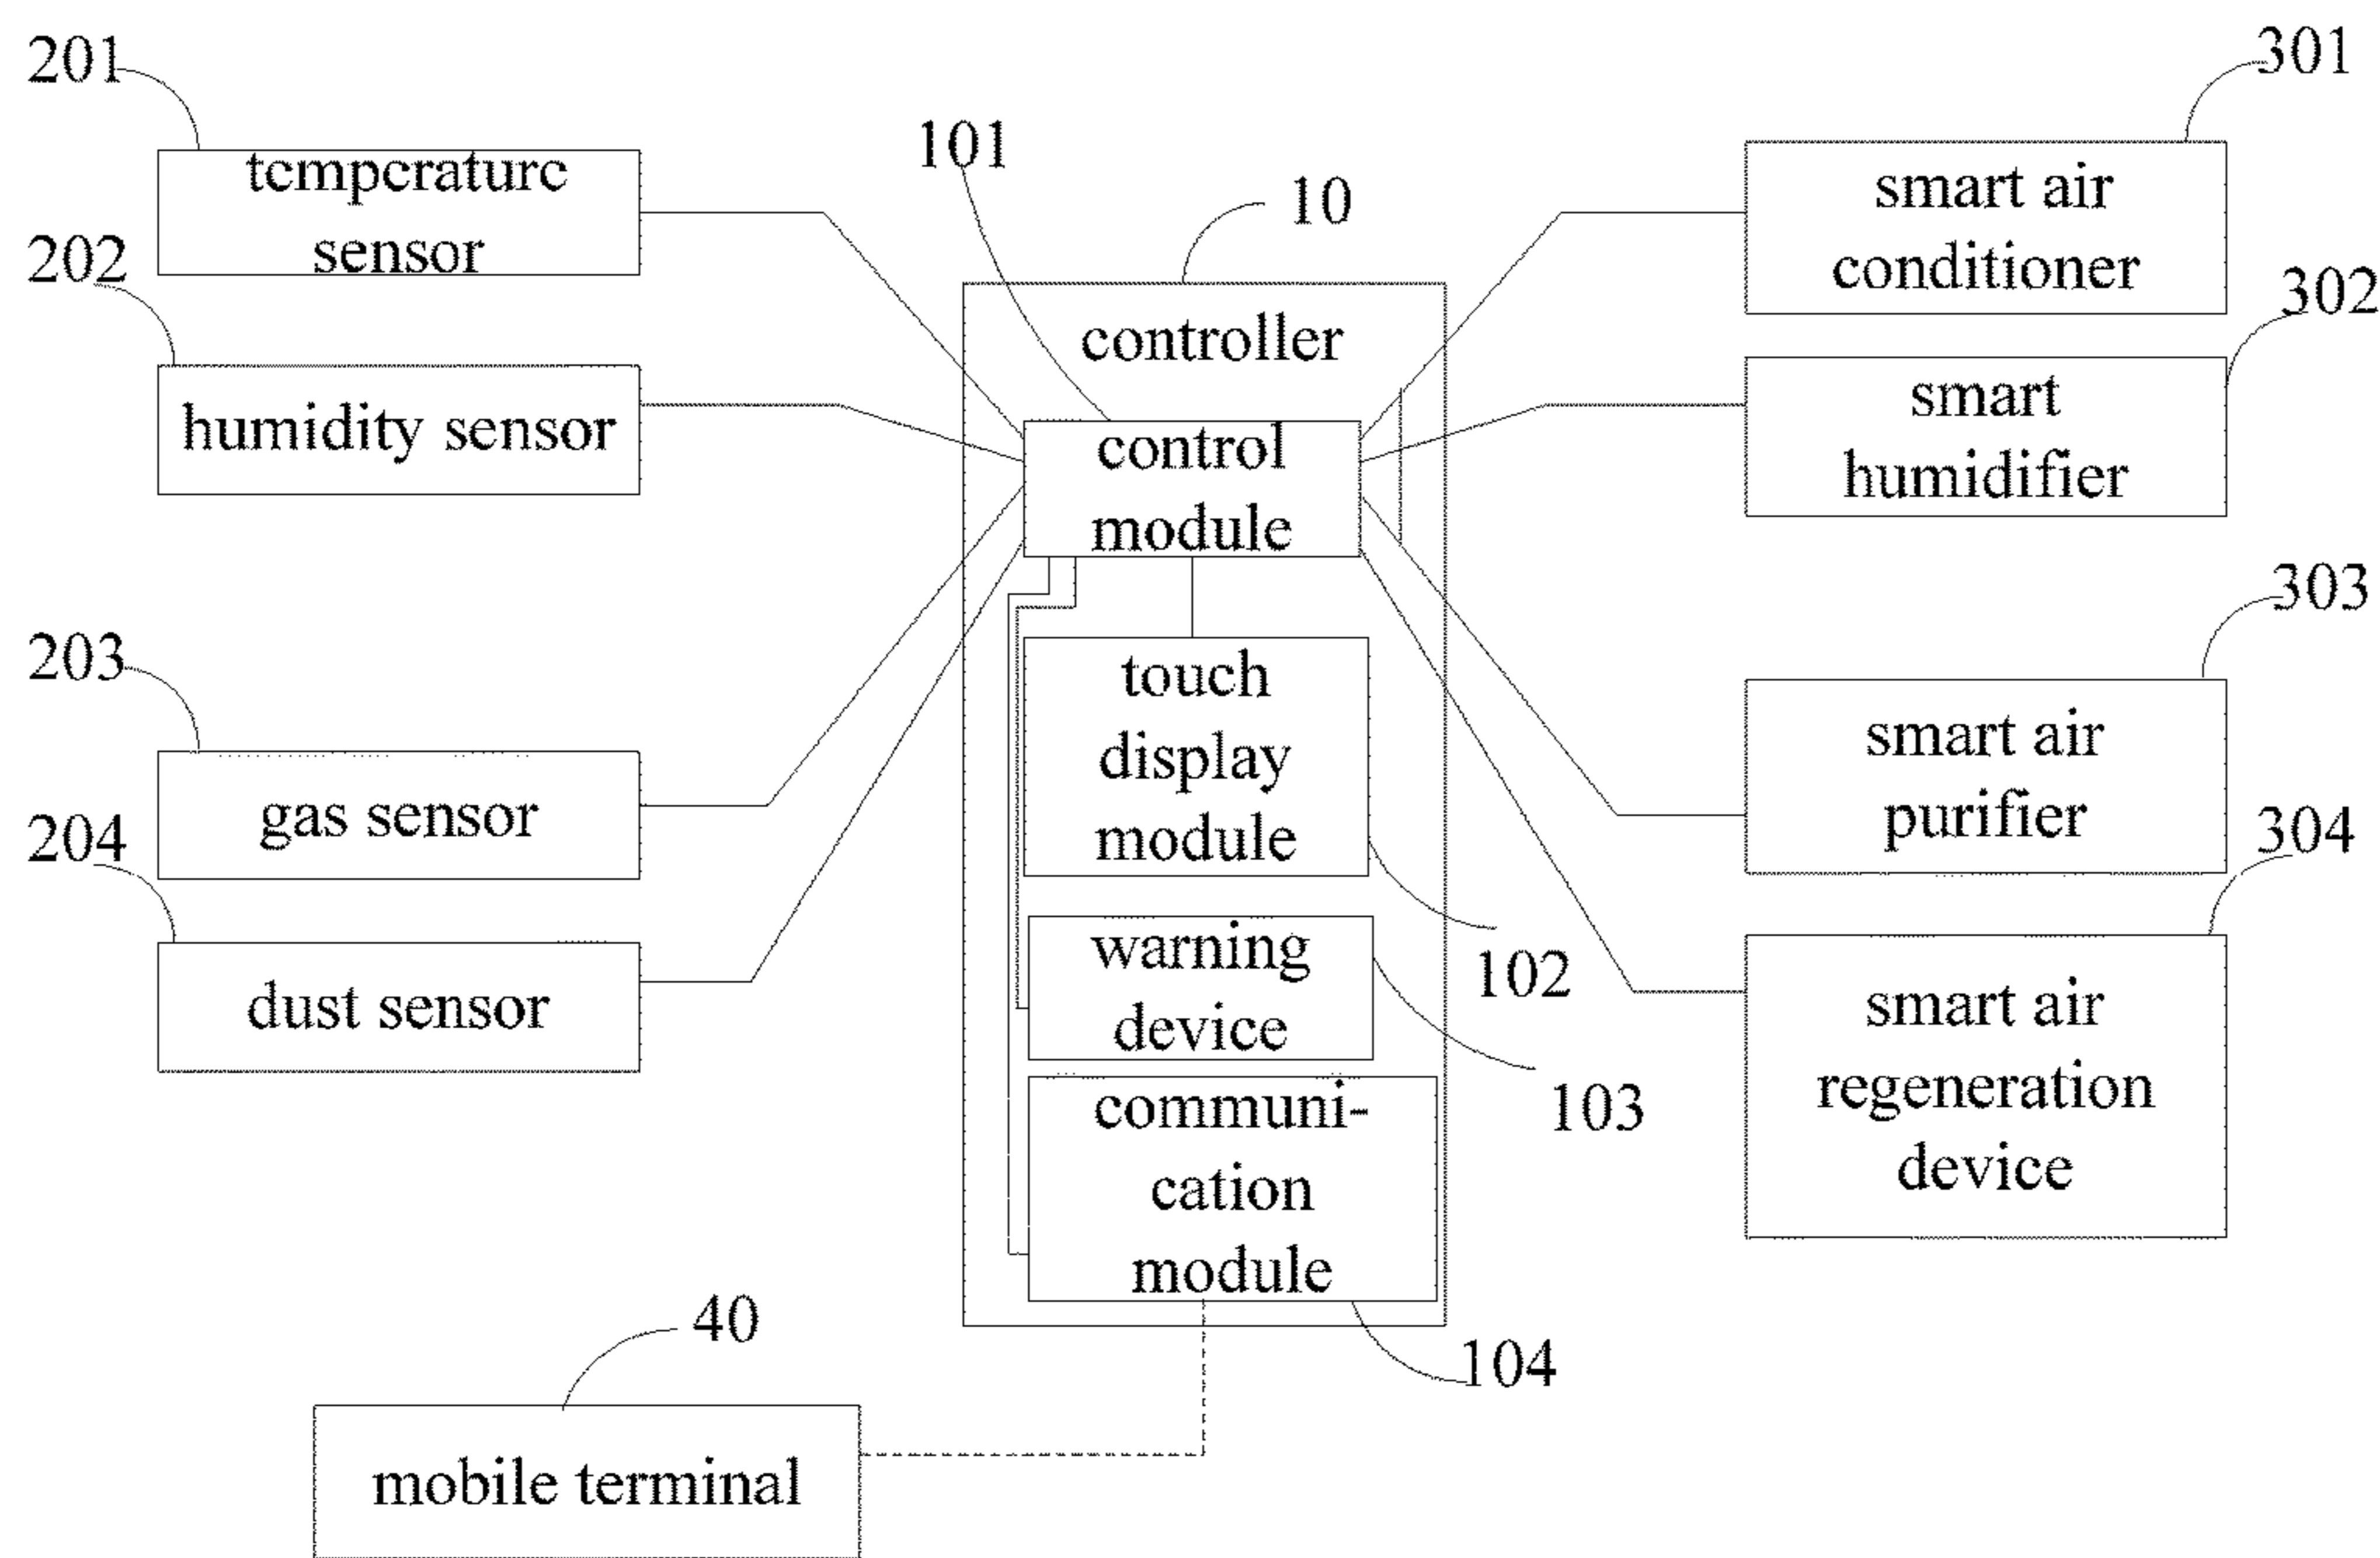 201
temperature
sensor
202
humidity sensor
203
gas sensor
204
dust sensor
101
10
controller
control
module
touch
display
module
102
warning
device
103
communi-
cation
module
104
40
mobile terminal
301
smart air
conditioner
302
smart
humidifier
303
smart air
purifier
304
smart air
regeneration
device